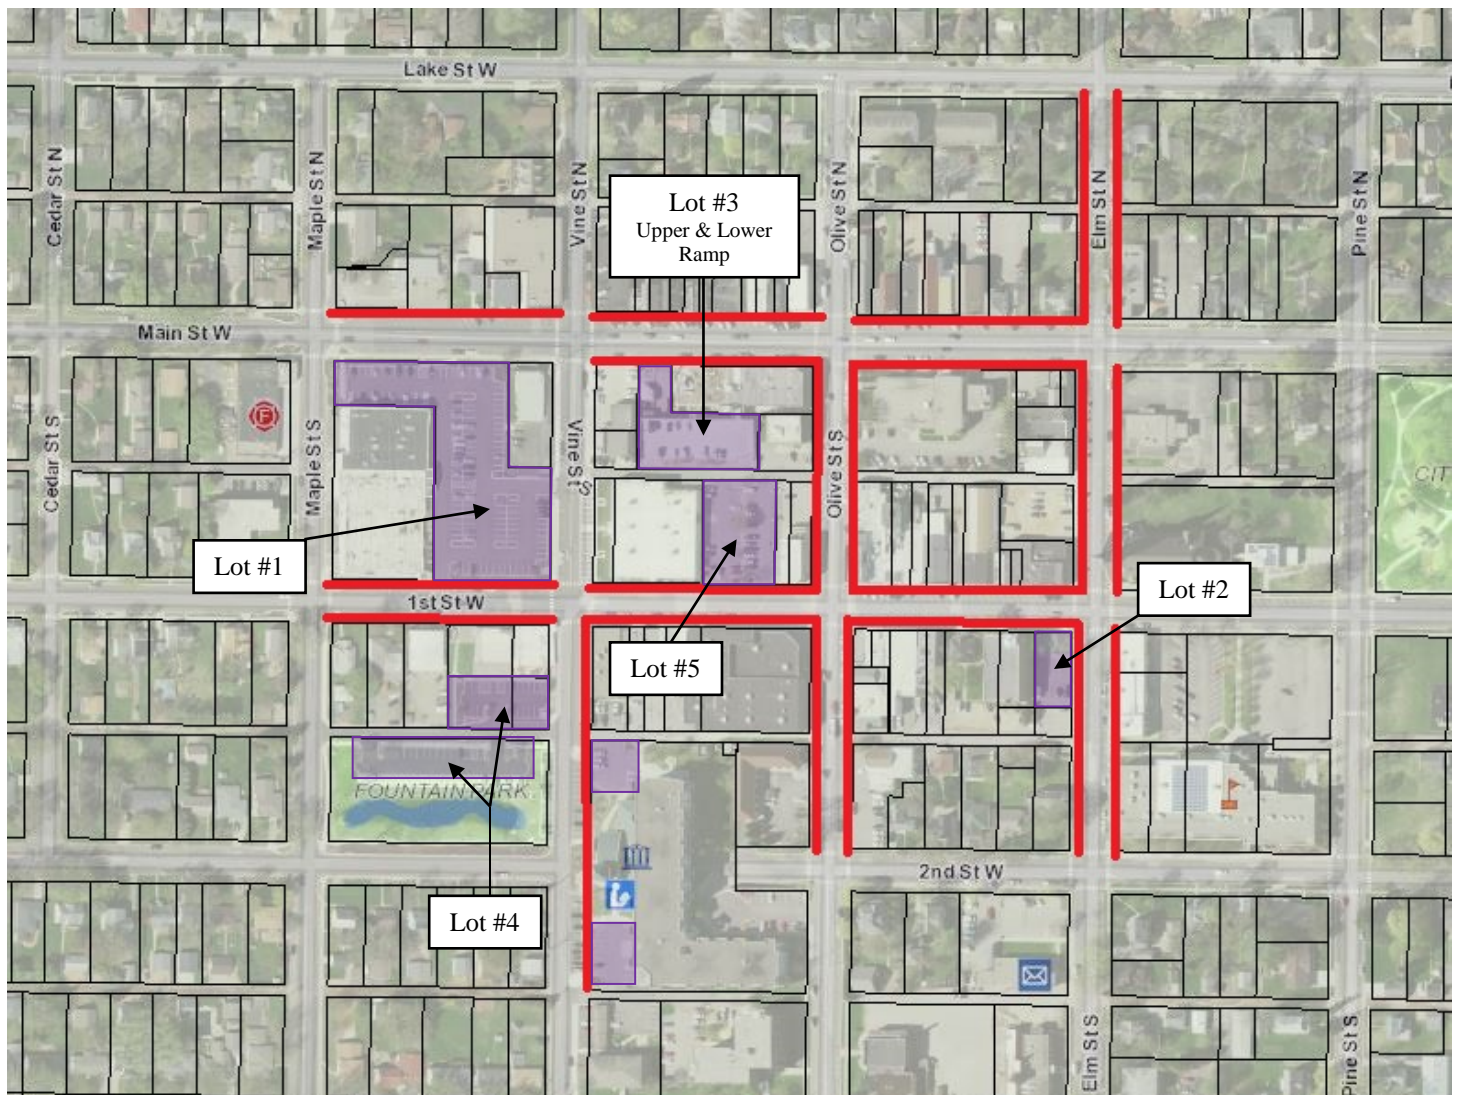 Lake St W
Cedar St N
Maple St N
Vine St N
Lot #3
Upper & Lower
Ramp
Olive St N
Elm St N
Pine St N
Main St W
F
Cedar St S
Maple St S
Vine St S
Olive St S
CIT
Lot #1
Lot #2
1st St W
Lot #5
FOUNTAIN PARK
2nd St W
Lot #4
Elm St S
Pine St S